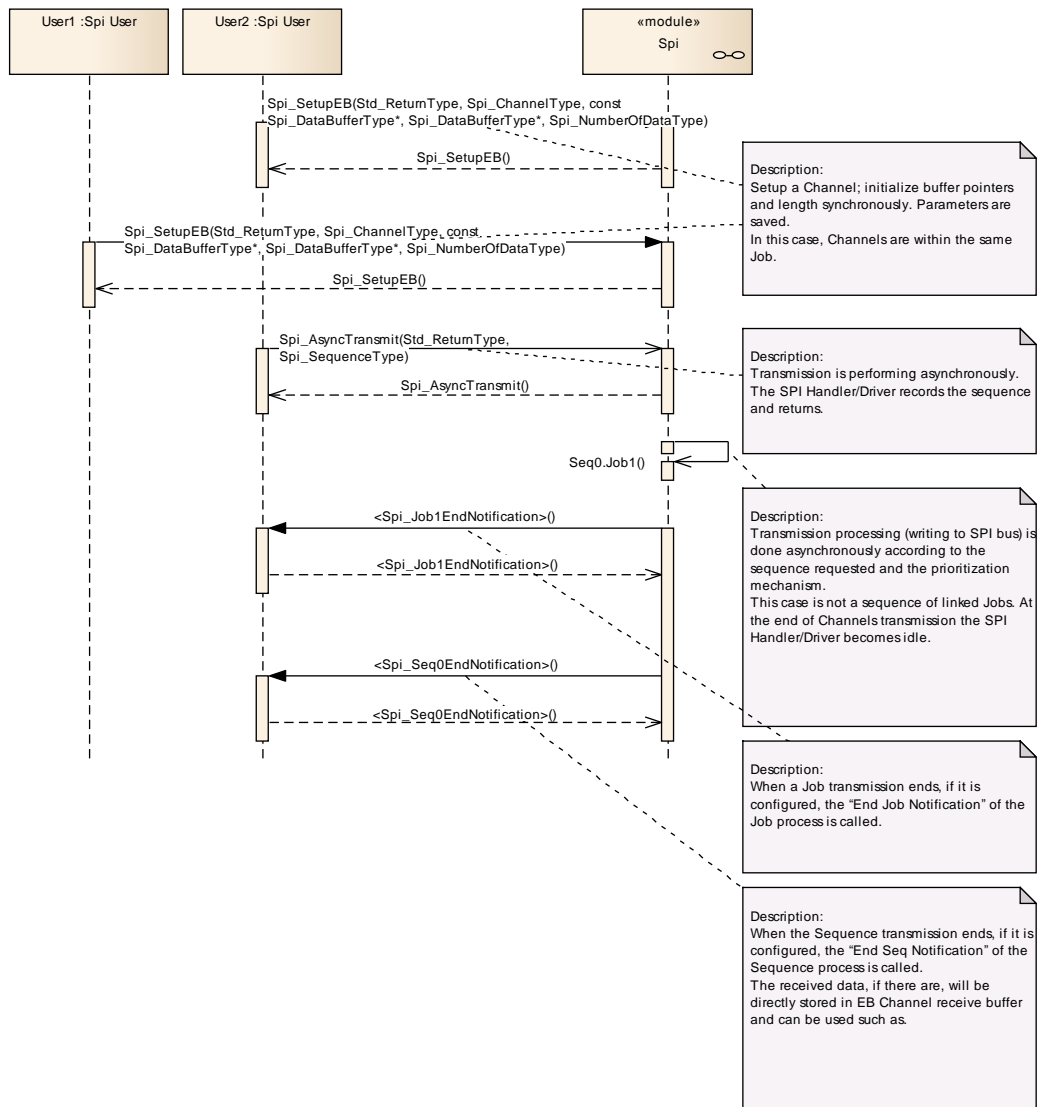 User1 :Spi User
User2 :Spi User
«module»
Spi
Spi_SetupEB(Std_ReturnType, Spi_ChannelType, const
Spi_DataBufferType*, Spi_DataBufferType*, Spi_NumberOfDataType)
Spi_SetupEB()
Description:
Setup a Channel; initialize buffer pointers
and length synchronously. Parameters are
saved.
In this case, Channels are within the same
Job.
Spi_SetupEB(Std_ReturnType, Spi_ChannelType, const
Spi_DataBufferType*, Spi_DataBufferType*, Spi_NumberOfDataType)
Spi_SetupEB()
Spi_AsyncTransmit(Std_ReturnType,
Spi_SequenceType)
Spi_AsyncTransmit()
Description:
Transmission is performing asynchronously.
The SPI Handler/Driver records the sequence
and returns.
Seq0.Job1()
Description:
Transmission processing (writing to SPI bus) is
done asynchronously according to the
sequence requested and the prioritization
mechanism.
This case is not a sequence of linked Jobs. At
the end of Channels transmission the SPI
Handler/Driver becomes idle.
<Spi_Job1EndNotification>()
<Spi_Job1EndNotification>()
<Spi_Seq0EndNotification>()
<Spi_Seq0EndNotification>()
Description:
When a Job transmission ends, if it is
configured, the “End Job Notification” of the
Job process is called.
Description:
When the Sequence transmission ends, if it is
configured, the “End Seq Notification” of the
Sequence process is called.
The received data, if there are, will be
directly stored in EB Channel receive buffer
and can be used such as.